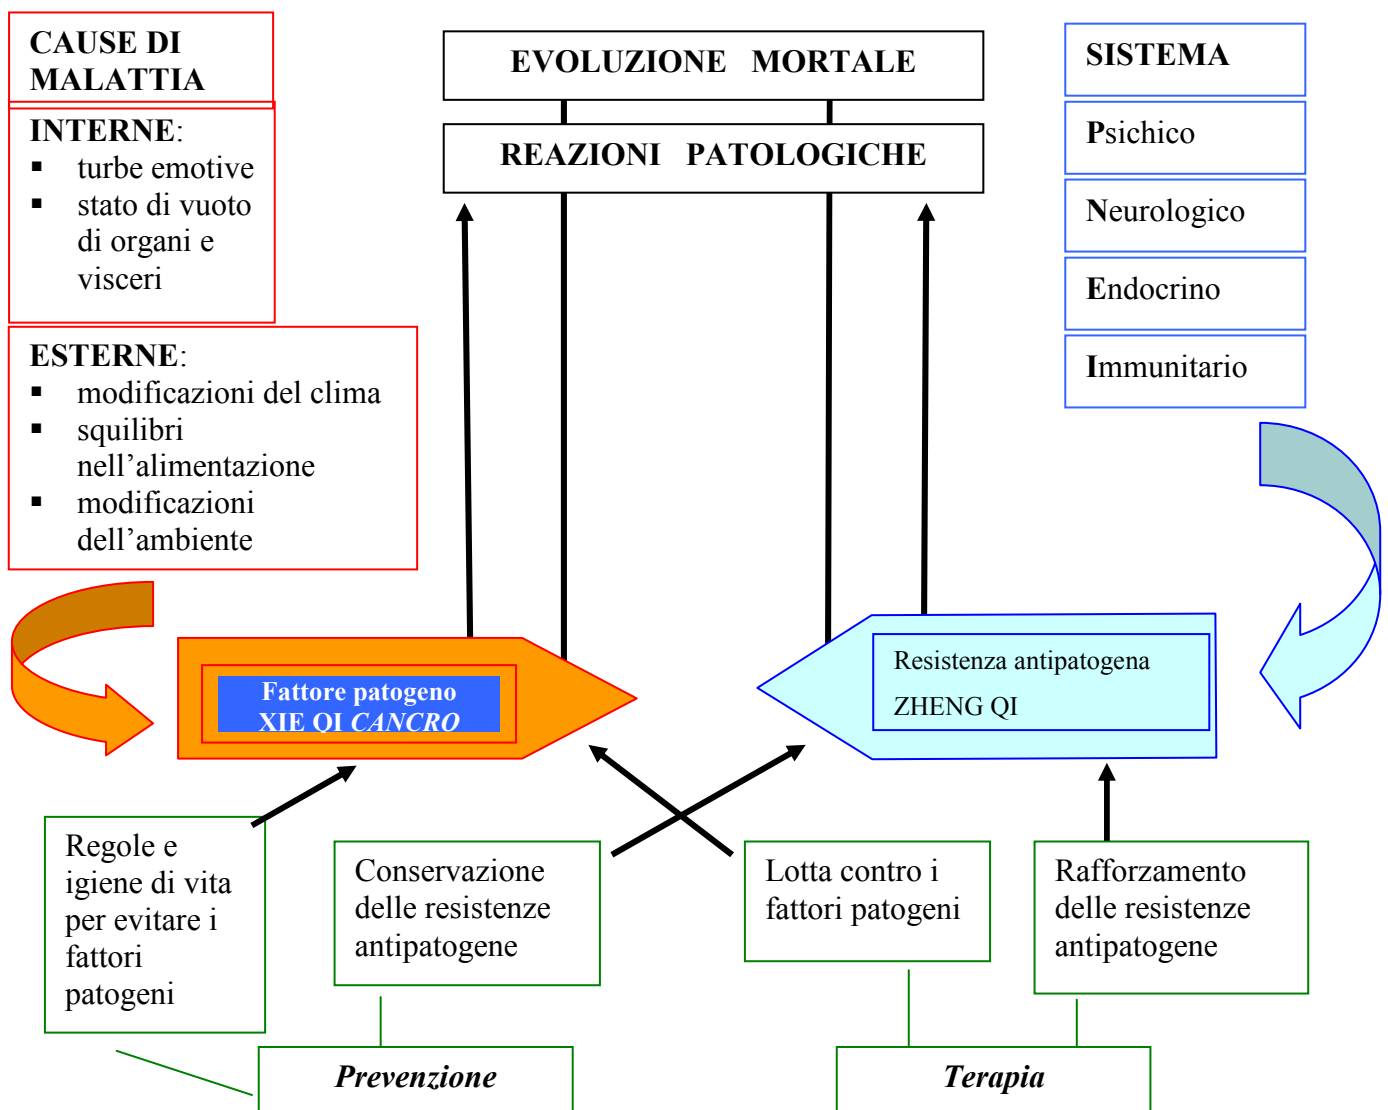 CAUSE DI
MALATTIA
INTERNE:
▪ turbe emotive
▪ stato di vuoto
di organi e
visceri
ESTERNE:
▪ modificazioni del clima
▪ squilibri
nell’alimentazione
▪ modificazioni
dell’ambiente
EVOLUZIONE MORTALE
REAZIONI PATOLOGICHE
SISTEMA
Psichico
Neurologico
Endocrino
Immunitario
Fattore patogeno
XIE QI CANCRO
Resistenza antipatogena
ZHENG QI
Regole e
igiene di vita
per evitare i
fattori
patogeni
Conservazione
delle resistenze
antipatogene
Lotta contro i
fattori patogeni
Rafforzamento
delle resistenze
antipatogene
Prevenzione
Terapia